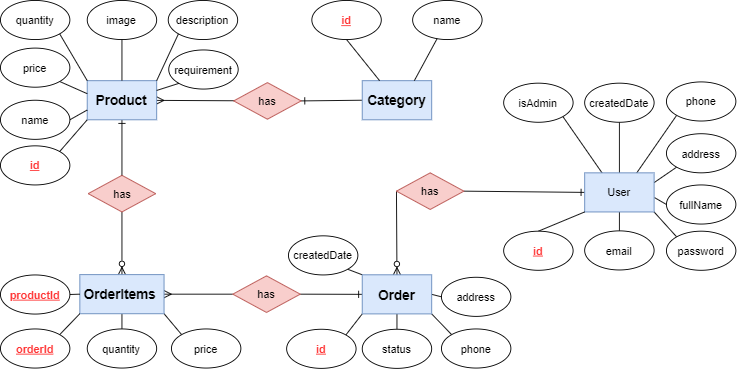 quantity
image
description
id
name
price
requirement
Product
has
Category
isAdmin
createdDate
phone
name
address
id
has
has
User
fullName
createdDate
id
email
password
productId
OrderItems
has
Order
address
orderId
quantity
price
id
status
phone